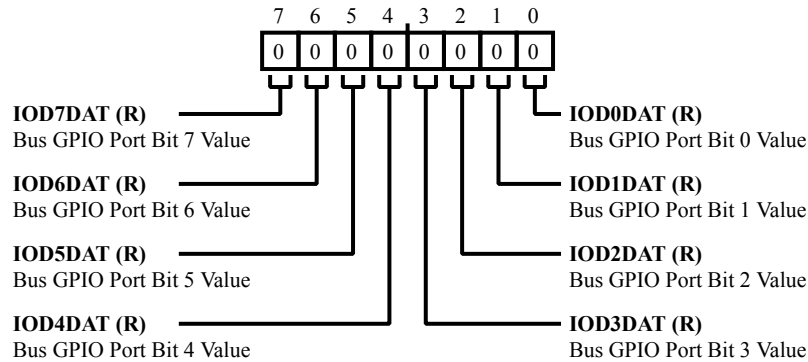 7 6 5 4 3 2 1 0
0 0 0 0 0 0 0 0
IOD7DAT (R)
Bus GPIO Port Bit 7 Value
IOD6DAT (R)
Bus GPIO Port Bit 6 Value
IOD5DAT (R)
Bus GPIO Port Bit 5 Value
IOD4DAT (R)
Bus GPIO Port Bit 4 Value
IOD0DAT (R)
Bus GPIO Port Bit 0 Value
IOD1DAT (R)
Bus GPIO Port Bit 1 Value
IOD2DAT (R)
Bus GPIO Port Bit 2 Value
IOD3DAT (R)
Bus GPIO Port Bit 3 Value